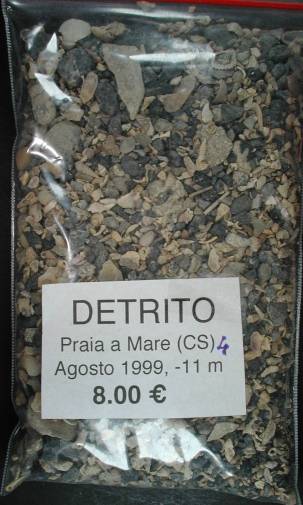 DETRITO
Praia a Mare (CS) 4
Agosto 1999, -11 m
8.00 €